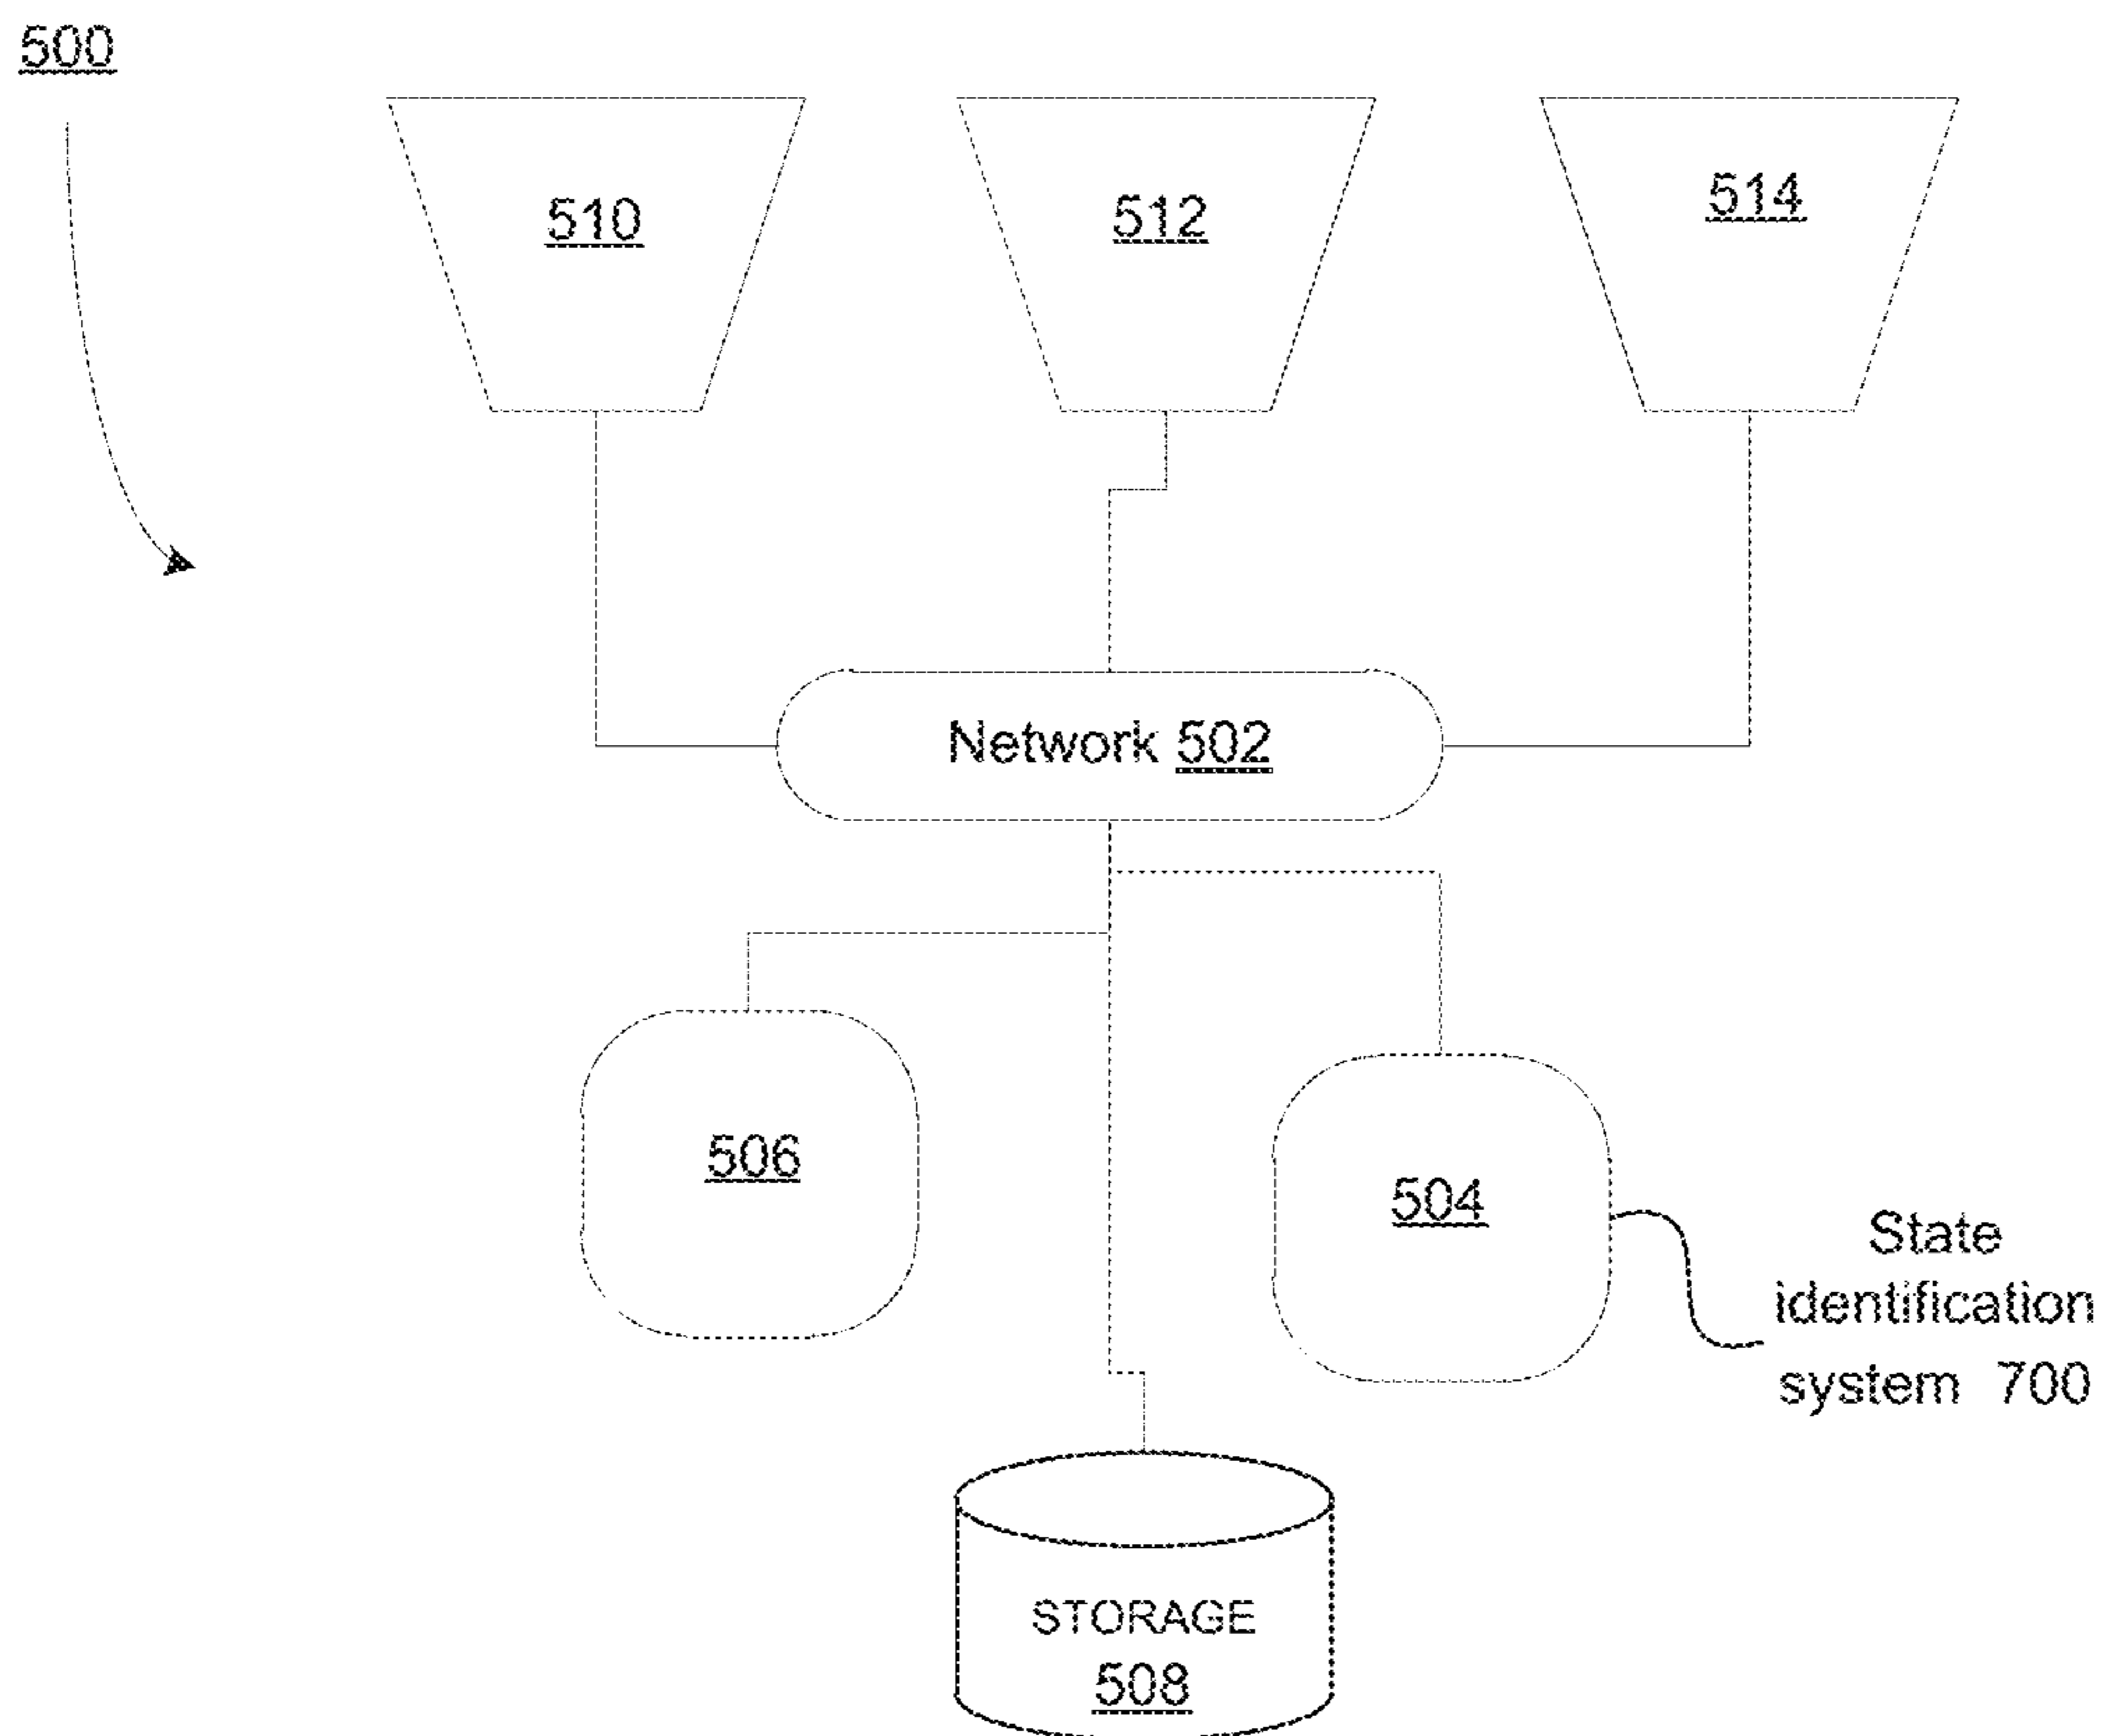 500
510
512
514
Network 502
506
504
State
identification
system 700
STORAGE
508